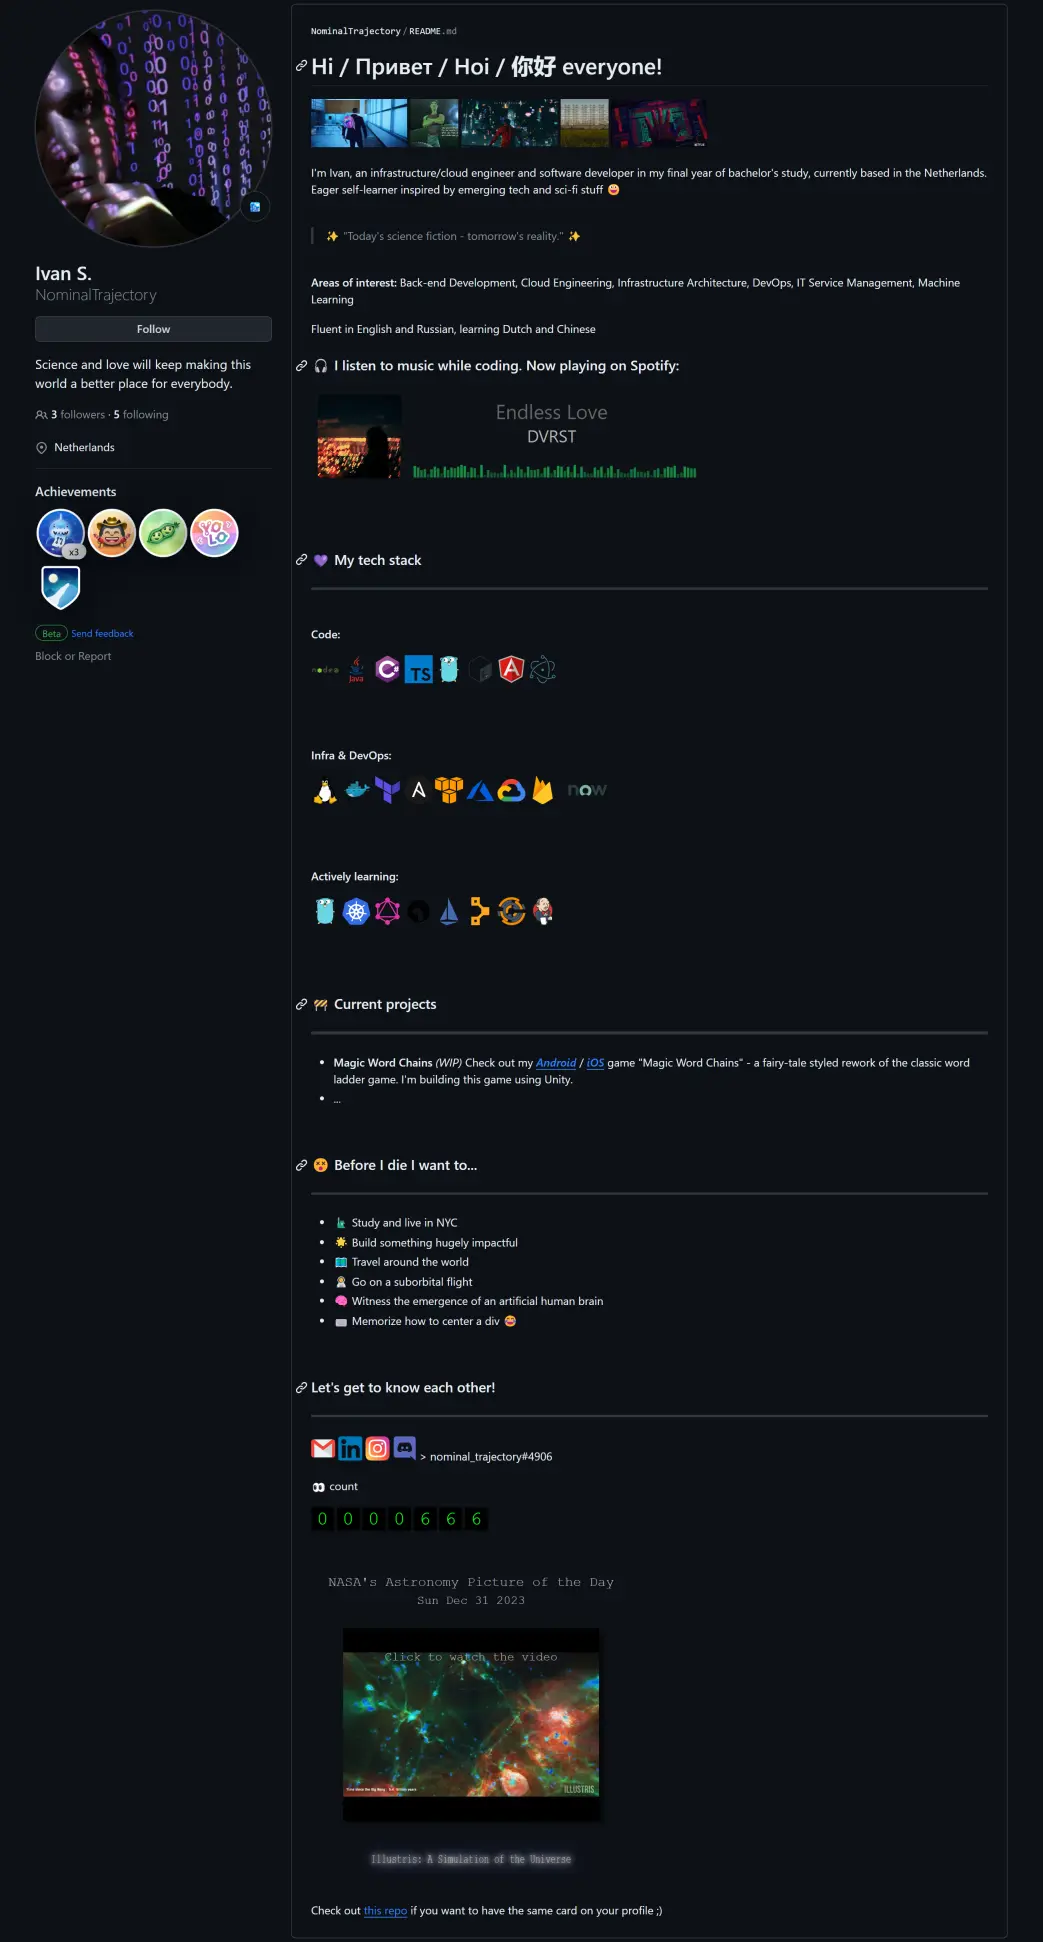 Ivan S.
NominalTrajectory
Follow
Science and love will keep making this
world a better place for everybody.
3 followers · 5 following
Netherlands
Achievements
x3
YOLO
Beta Send feedback
Block or Report
NominalTrajectory / README.md
Hi / Привет / Hoi / 你好 everyone!
I'm Ivan, an infrastructure/cloud engineer and software developer in my final year of bachelor's study, currently based in the Netherlands.
Eager self-learner inspired by emerging tech and sci-fi stuff 😀
✨ "Today's science fiction - tomorrow's reality." ✨
Areas of interest: Back-end Development, Cloud Engineering, Infrastructure Architecture, DevOps, IT Service Management, Machine
Learning
Fluent in English and Russian, learning Dutch and Chinese
🎧 I listen to music while coding. Now playing on Spotify:
Endless Love
DVRST
💜 My tech stack
Code:
node Java C# TS
Infra & DevOps:
A now
Actively learning:
🚧 Current projects
• Magic Word Chains (WIP) Check out my Android / iOS game "Magic Word Chains" - a fairy-tale styled rework of the classic word
ladder game. I'm building this game using Unity.
• ...
😵 Before I die I want to...
• 🗽 Study and live in NYC
• 🌟 Build something hugely impactful
• 🗺️ Travel around the world
• 👨‍🚀 Go on a suborbital flight
• 🧠 Witness the emergence of an artificial human brain
• ⌨️ Memorize how to center a div 😄
Let's get to know each other!
in > nominal_trajectory#4906
👀 count
0 0 0 0 6 6 6
NASA's Astronomy Picture of the Day
Sun Dec 31 2023
Click to watch the video
ILLUSTRIS
Illustris: A Simulation of the Universe
Check out this repo if you want to have the same card on your profile ;)